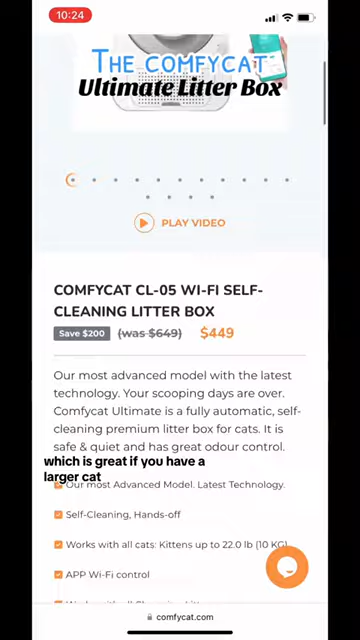 10:24
THE COMFYCAT
Ultimate Litter Box
PLAY VIDEO
COMFYCAT CL-05 WI-FI SELF-
CLEANING LITTER BOX
Save $200 (was $649) $449
Our most advanced model with the latest
technology. Your scooping days are over.
Comfycat Ultimate is a fully automatic, self-
cleaning premium litter box for cats. It is
safe & quiet and has great odour control.
which is great if you have a
larger cat
Our most Advanced Model. Latest Technology.
Self-Cleaning, Hands-off
Works with all cats: Kittens up to 22.0 lb (10 KG)
APP Wi-Fi control
comfycat.com